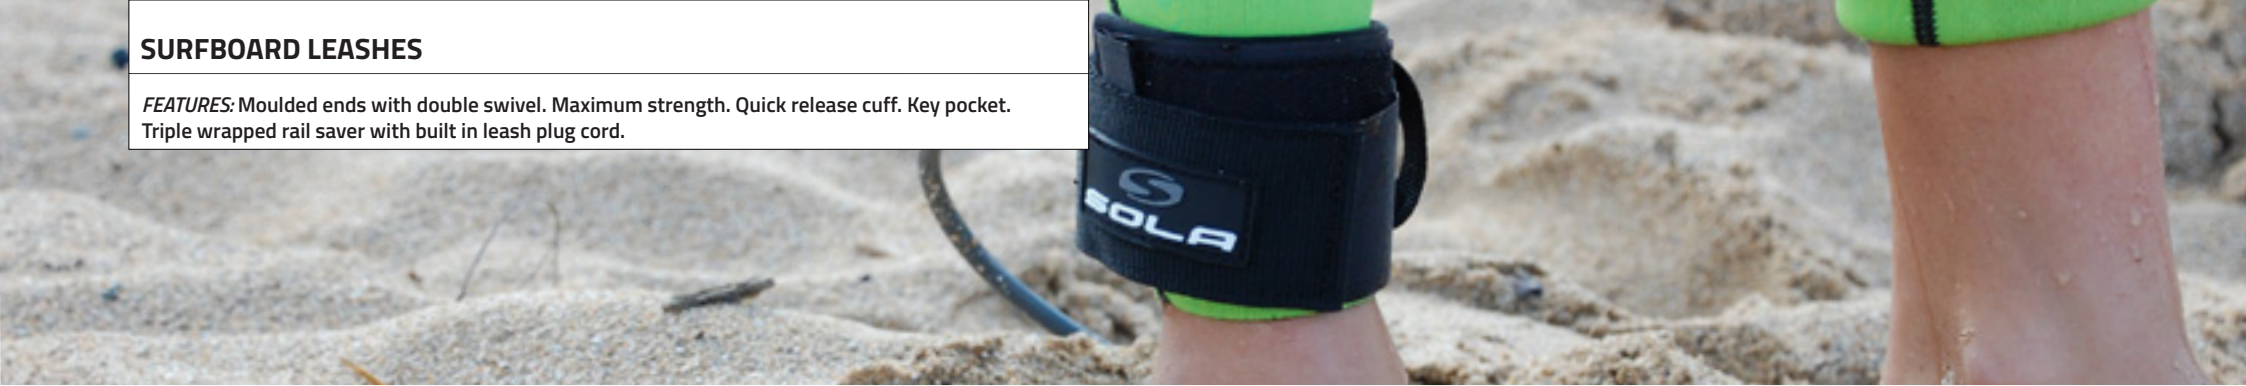 SURFBOARD LEASHES
FEATURES: Moulded ends with double swivel. Maximum strength. Quick release cuff. Key pocket.
Triple wrapped rail saver with built in leash plug cord.
SOLA